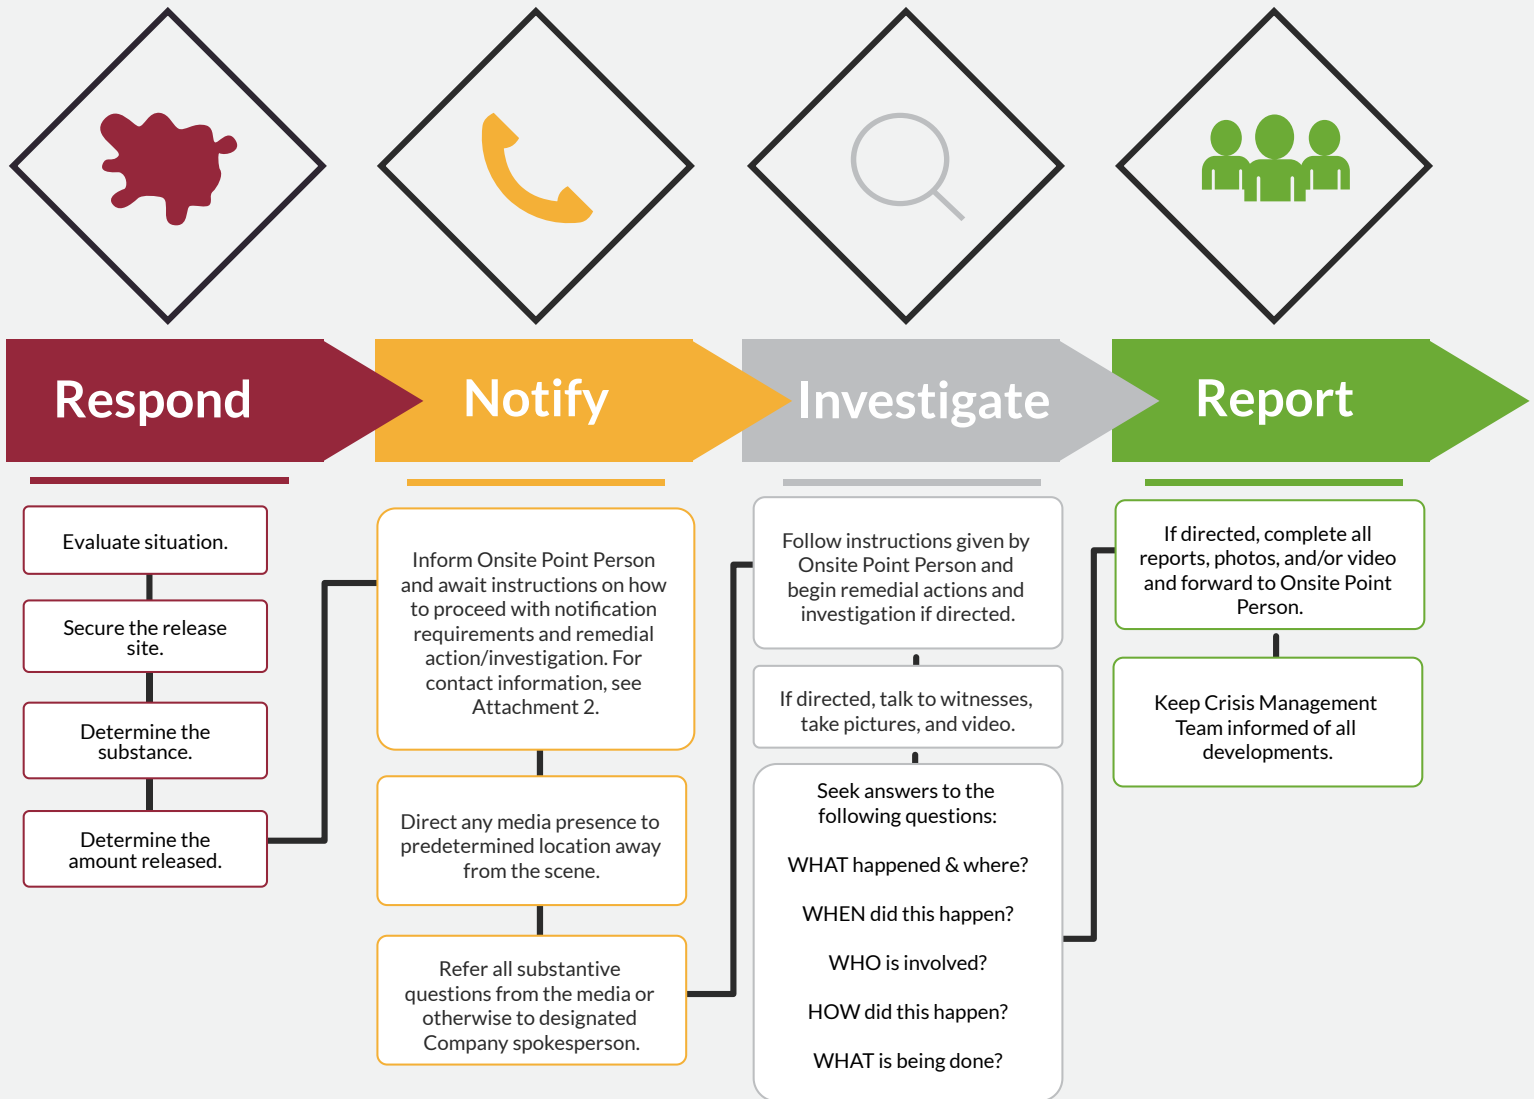 Respond
Notify
Investigate
Report
Evaluate situation.
Secure the release
site.
Determine the
substance.
Determine the
amount released.
Inform Onsite Point Person
and await instructions on how
to proceed with notification
requirements and remedial
action/investigation. For
contact information, see
Attachment 2.
Direct any media presence to
predetermined location away
from the scene.
Refer all substantive
questions from the media or
otherwise to designated
Company spokesperson.
Follow instructions given by
Onsite Point Person and
begin remedial actions and
investigation if directed.
If directed, talk to witnesses,
take pictures, and video.
Seek answers to the
following questions:
WHAT happened & where?
WHEN did this happen?
WHO is involved?
HOW did this happen?
WHAT is being done?
If directed, complete all
reports, photos, and/or video
and forward to Onsite Point
Person.
Keep Crisis Management
Team informed of all
developments.